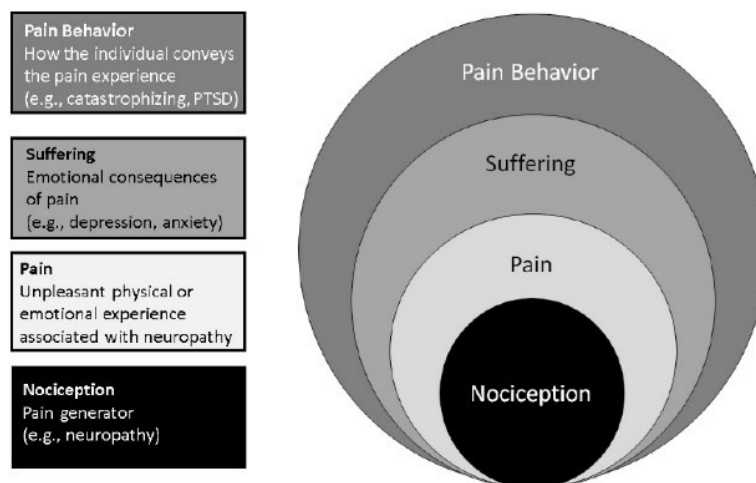 Pain Behavior
How the individual conveys
the pain experience
(e.g., catastrophizing, PTSD)
Suffering
Emotional consequences
of pain
(e.g., depression, anxiety)
Pain
Unpleasant physical or
emotional experience
associated with neuropathy
Nociception
Pain generator
(e.g., neuropathy)
Pain Behavior
Suffering
Pain
Nociception